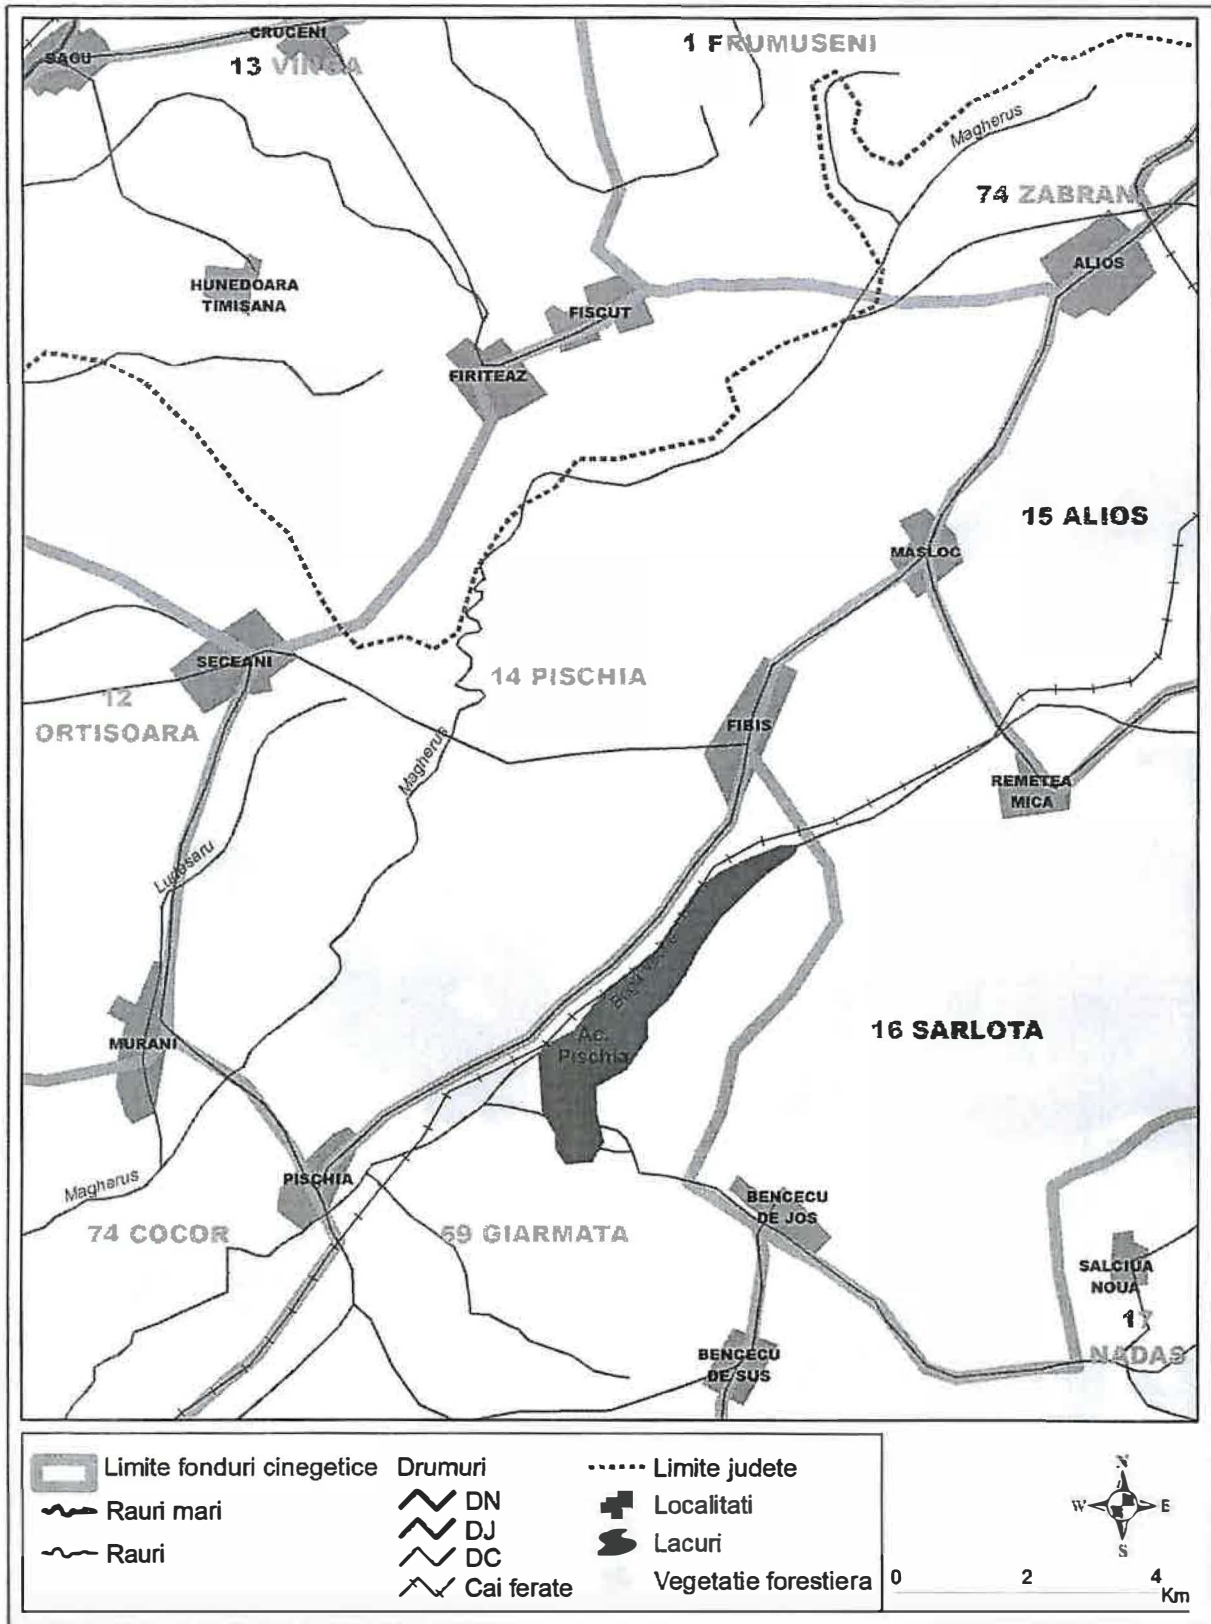 CRUCENI
SAGU
13 VINGA
1 FRUMUSENI
Magherus
74 ZABRANI
ALIOS
HUNEDOARA
TIMISANA
FISCUT
FIRITEAZ
15 ALIOS
MASLOC
SECEANI
14 PISCHIA
12
ORTISOARA
FIBIS
Magherus
REMETEA
MICA
Ludosaru
16 SARLOTA
Ac.
Pischia
MURANI
PISCHIA
Magherus
BENCECU
DE JOS
74 COCOR
69 GIARMATA
SALCIUA
NOUA
17
NADAS
BENCECU
DE SUS
Limite fonduri cinegetice
Rauri mari
Rauri
Drumuri
DN
DJ
DC
Cai ferate
Limite judete
Localitati
Lacuri
Vegetatie forestiera
N
W E
S
0 2 4
Km